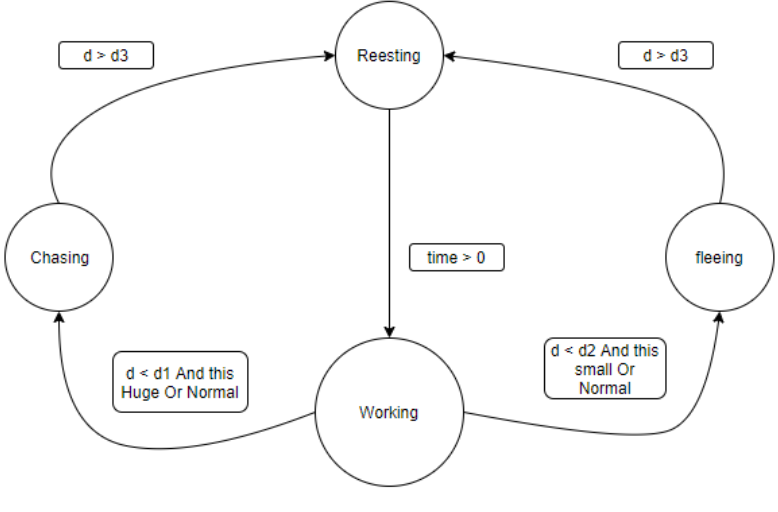 d > d3
Reesting
d > d3
Chasing
time > 0
fleeing
d < d1 And this
Huge Or Normal
d < d2 And this
small Or
Normal
Working